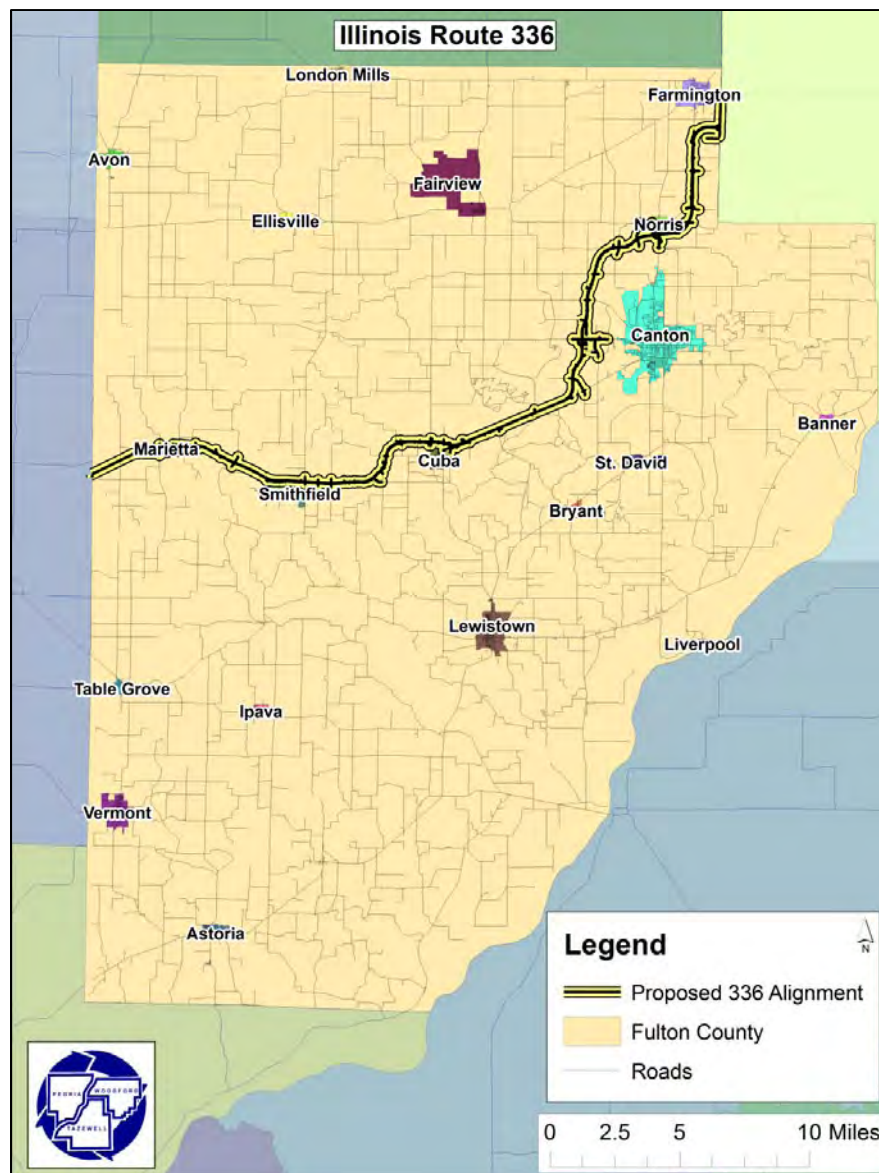 Illinois Route 336
London Mills
Farmington
Avon
Fairview
Ellisville
Norris
Canton
Banner
Marietta
Cuba
St. David
Smithfield
Bryant
Lewistown
Liverpool
Table Grove
Ipava
Vermont
Astoria
Legend
N
Proposed 336 Alignment
Fulton County
Roads
PEORIA
WOODFORD
TAZEWELL
0 2.5 5 10 Miles